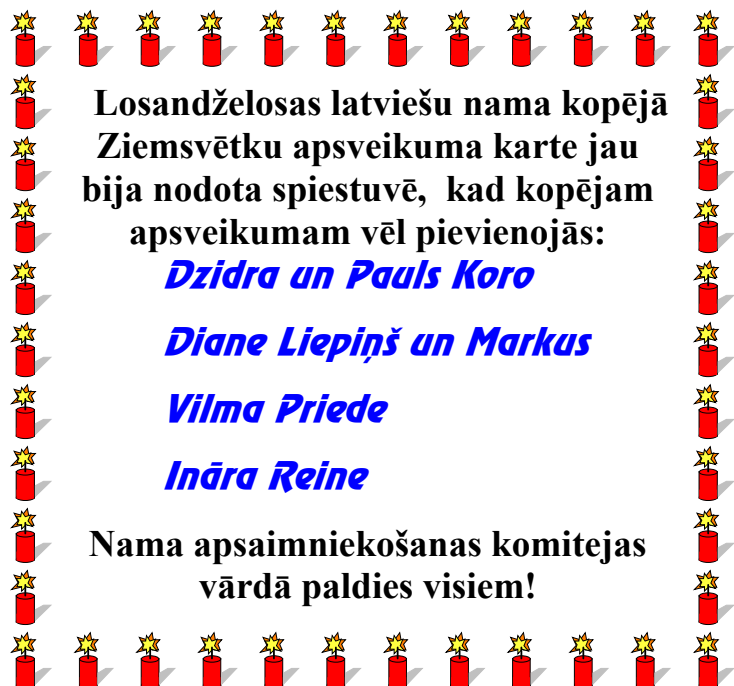 Losandželosas latviešu nama kopējā
Ziemsvētku apsveikuma karte jau
bija nodota spiestuvē, kad kopējam
apsveikumam vēl pievienojās:
Dzidra un Pauls Koro
Diane Liepiņš un Markus
Vilma Priede
Ināra Reine
Nama apsaimniekošanas komitejas
vārdā paldies visiem!